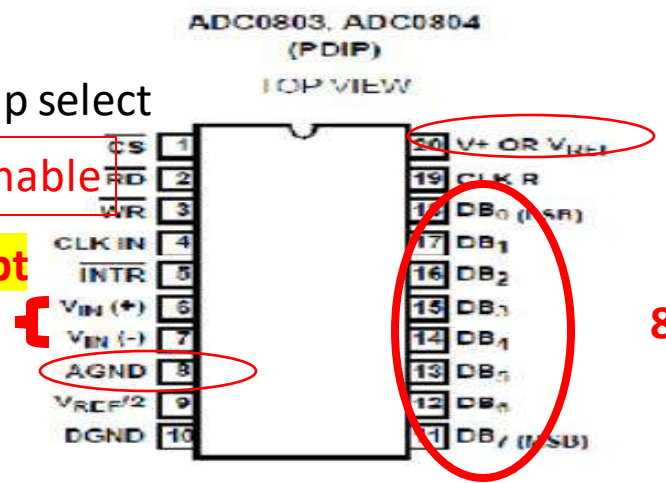 ADC0803, ADC0804
(PDIP)
TOP VIEW
p select
nable
pt
8
CS 1
RD 2
WR 3
CLK IN 4
INTR 5
VIN (+) 6
VIN (-) 7
AGND 8
VREF/2 9
DGND 10
20 V+ OR VREF
19 CLK R
18 DB0 (LSB)
17 DB1
16 DB2
15 DB3
14 DB4
13 DB5
12 DB6
11 DB7 (MSB)